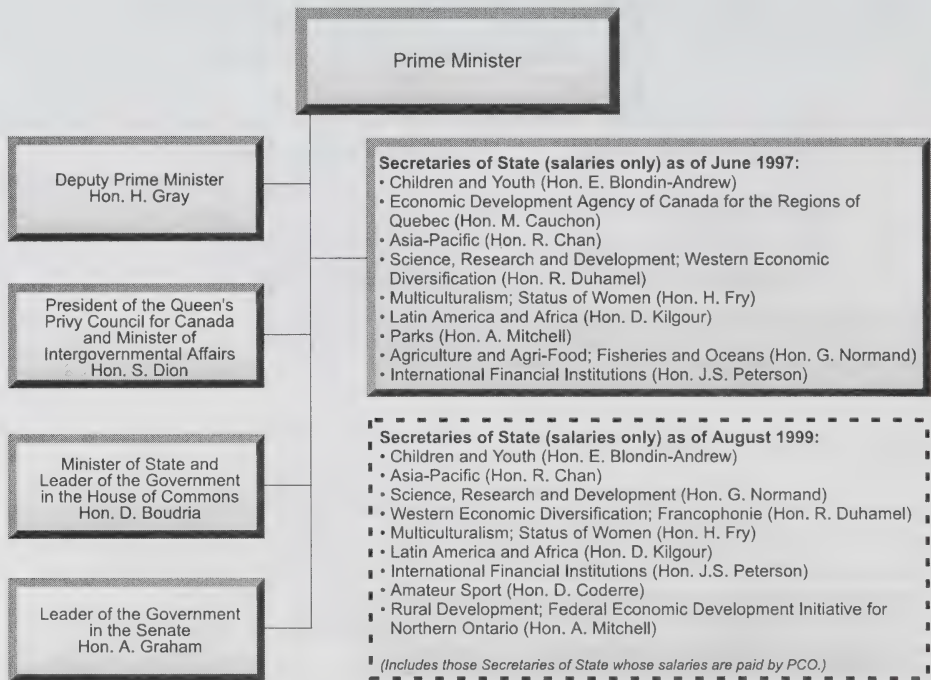 Prime Minister
Deputy Prime Minister
Hon. H. Gray
President of the Queen's
Privy Council for Canada
and Minister of
Intergovernmental Affairs
Hon. S. Dion
Minister of State and
Leader of the Government
in the House of Commons
Hon. D. Boudria
Leader of the Government
in the Senate
Hon. A. Graham
Secretaries of State (salaries only) as of June 1997:
• Children and Youth (Hon. E. Blondin-Andrew)
• Economic Development Agency of Canada for the Regions of
Quebec (Hon. M. Cauchon)
• Asia-Pacific (Hon. R. Chan)
• Science, Research and Development; Western Economic
Diversification (Hon. R. Duhamel)
• Multiculturalism; Status of Women (Hon. H. Fry)
• Latin America and Africa (Hon. D. Kilgour)
• Parks (Hon. A. Mitchell)
• Agriculture and Agri-Food; Fisheries and Oceans (Hon. G. Normand)
• International Financial Institutions (Hon. J.S. Peterson)
Secretaries of State (salaries only) as of August 1999:
• Children and Youth (Hon. E. Blondin-Andrew)
• Asia-Pacific (Hon. R. Chan)
• Science, Research and Development (Hon. G. Normand)
• Western Economic Diversification; Francophonie (Hon. R. Duhamel)
• Multiculturalism; Status of Women (Hon. H. Fry)
• Latin America and Africa (Hon. D. Kilgour)
• International Financial Institutions (Hon. J.S. Peterson)
• Amateur Sport (Hon. D. Coderre)
• Rural Development; Federal Economic Development Initiative for
Northern Ontario (Hon. A. Mitchell)
(Includes those Secretaries of State whose salaries are paid by PCO.)